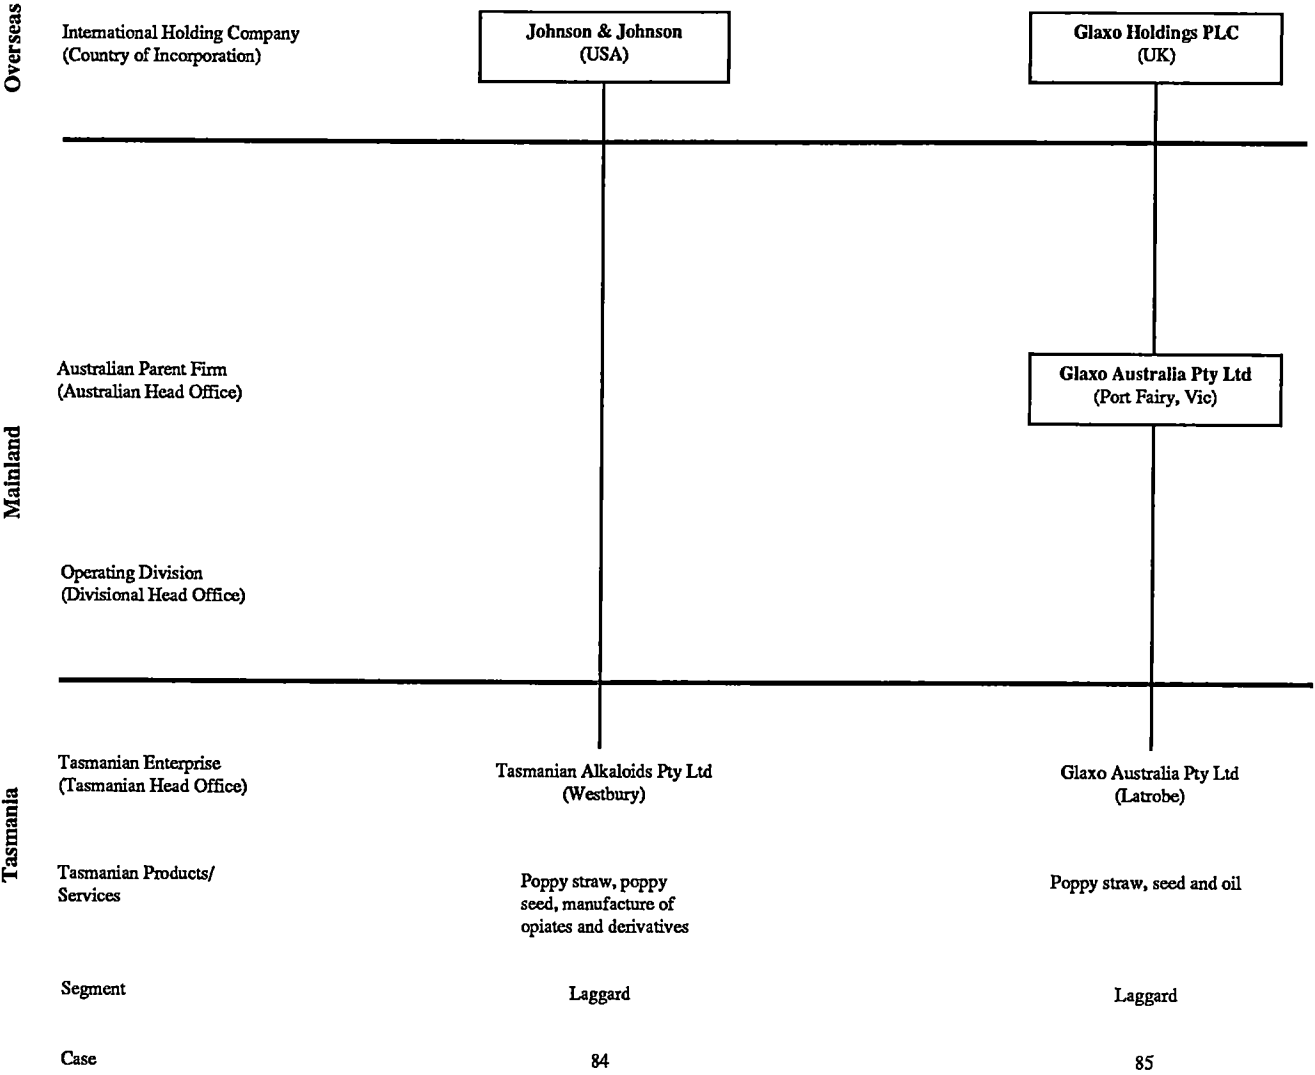 Overseas
International Holding Company
(Country of Incorporation)
Johnson & Johnson
(USA)
Glaxo Holdings PLC
(UK)
Mainland
Australian Parent Firm
(Australian Head Office)
Glaxo Australia Pty Ltd
(Port Fairy, Vic)
Operating Division
(Divisional Head Office)
Tasmania
Tasmanian Enterprise
(Tasmanian Head Office)
Tasmanian Alkaloids Pty Ltd
(Westbury)
Glaxo Australia Pty Ltd
(Latrobe)
Tasmanian Products/
Services
Poppy straw, poppy
seed, manufacture of
opiates and derivatives
Poppy straw, seed and oil
Segment
Laggard
Laggard
Case
84
85